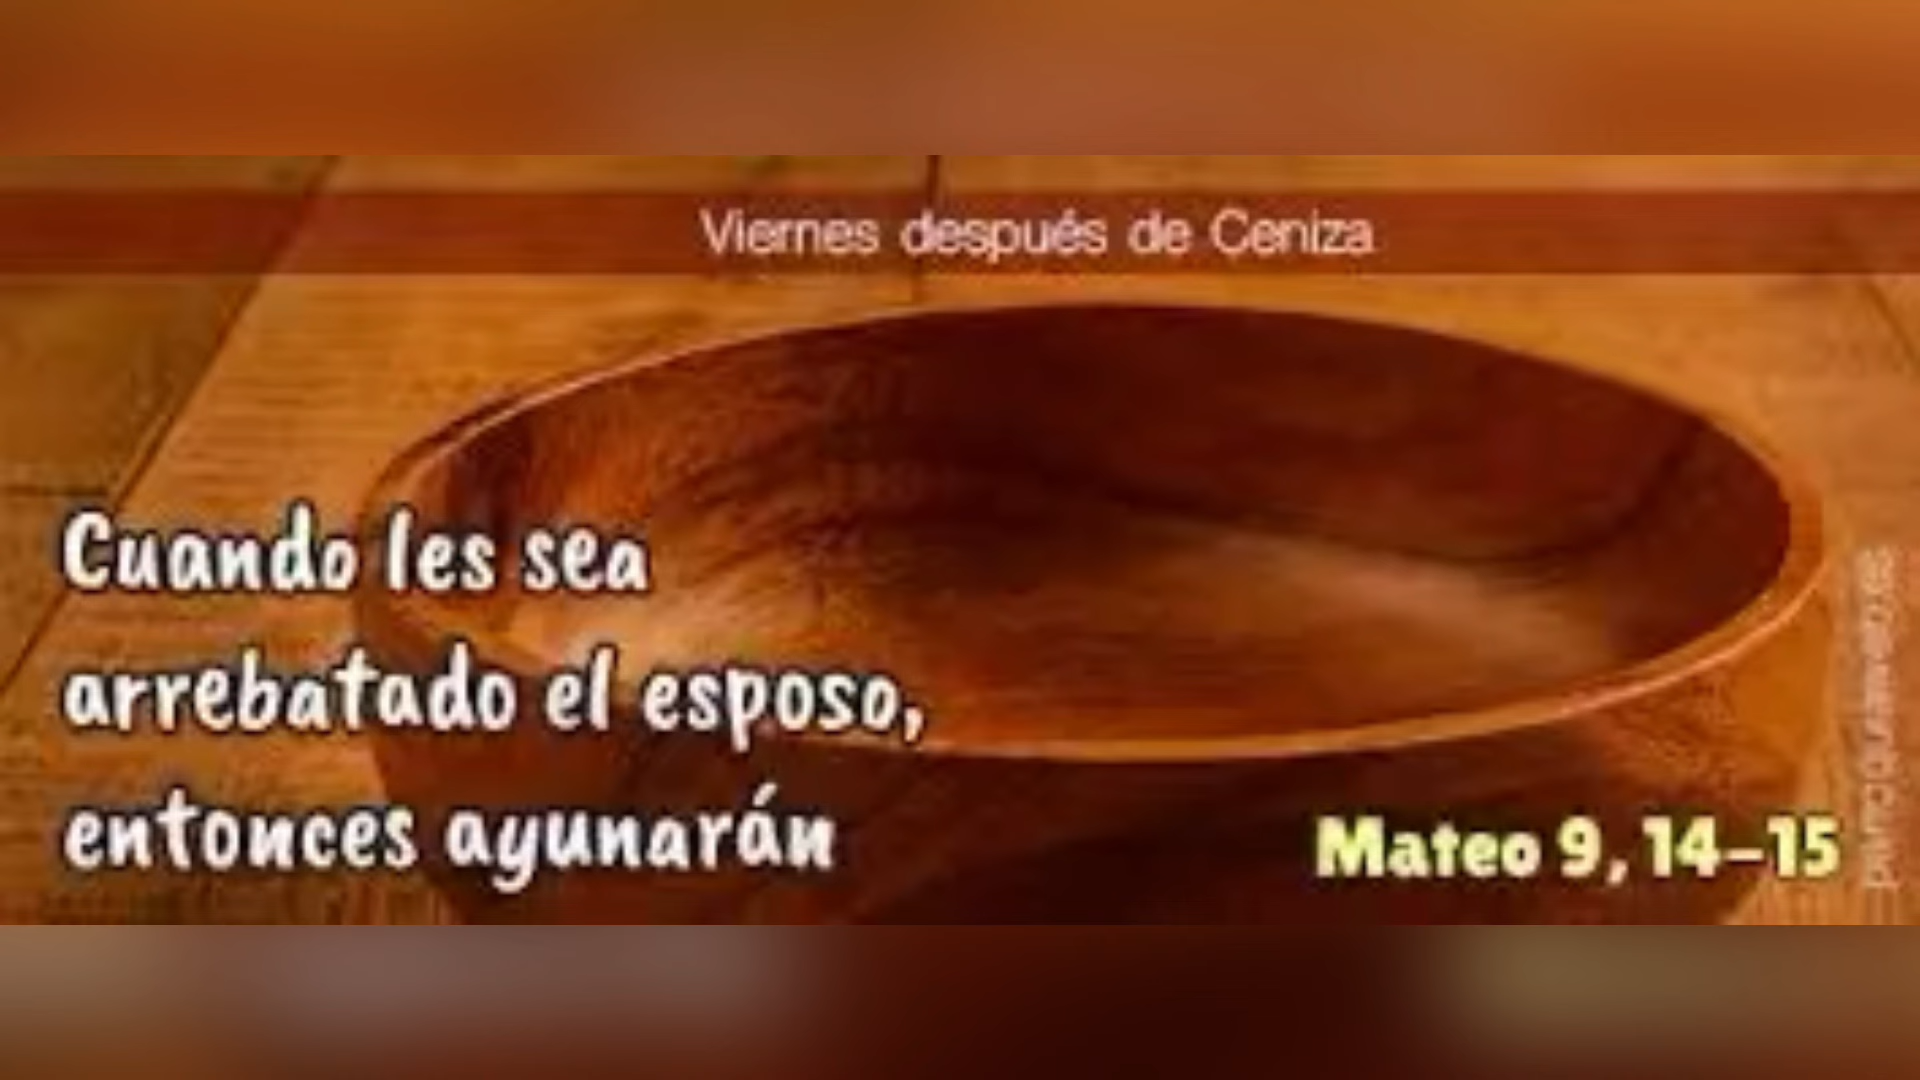 Viernes después de Ceniza
Cuando les sea
arrebatado el esposo,
entonces ayunarán
Mateo 9, 14-15